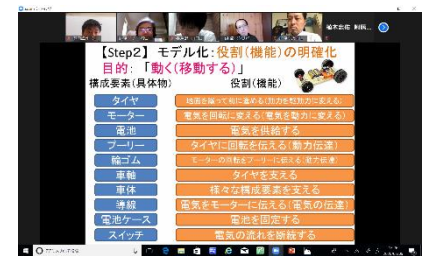 【Step2】 モデル化:役割(機能)の明確化
目的:「動く(移動する)」
構成要素(具体物) 役割(機能)
タイヤ
モーター 電気を回転に変える(電気を動力に変える)
電池 電気を供給する
プーリー タイヤに回転を伝える(動力伝達)
輪ゴム モーターの回転をプーリーに伝える(動力伝達)
車軸 タイヤを支える
車体 様々な構成要素を支える
導線 電気をモーターに伝える(電気の伝達)
電池ケース 電池を固定する
スイッチ 電気の流れを断続する